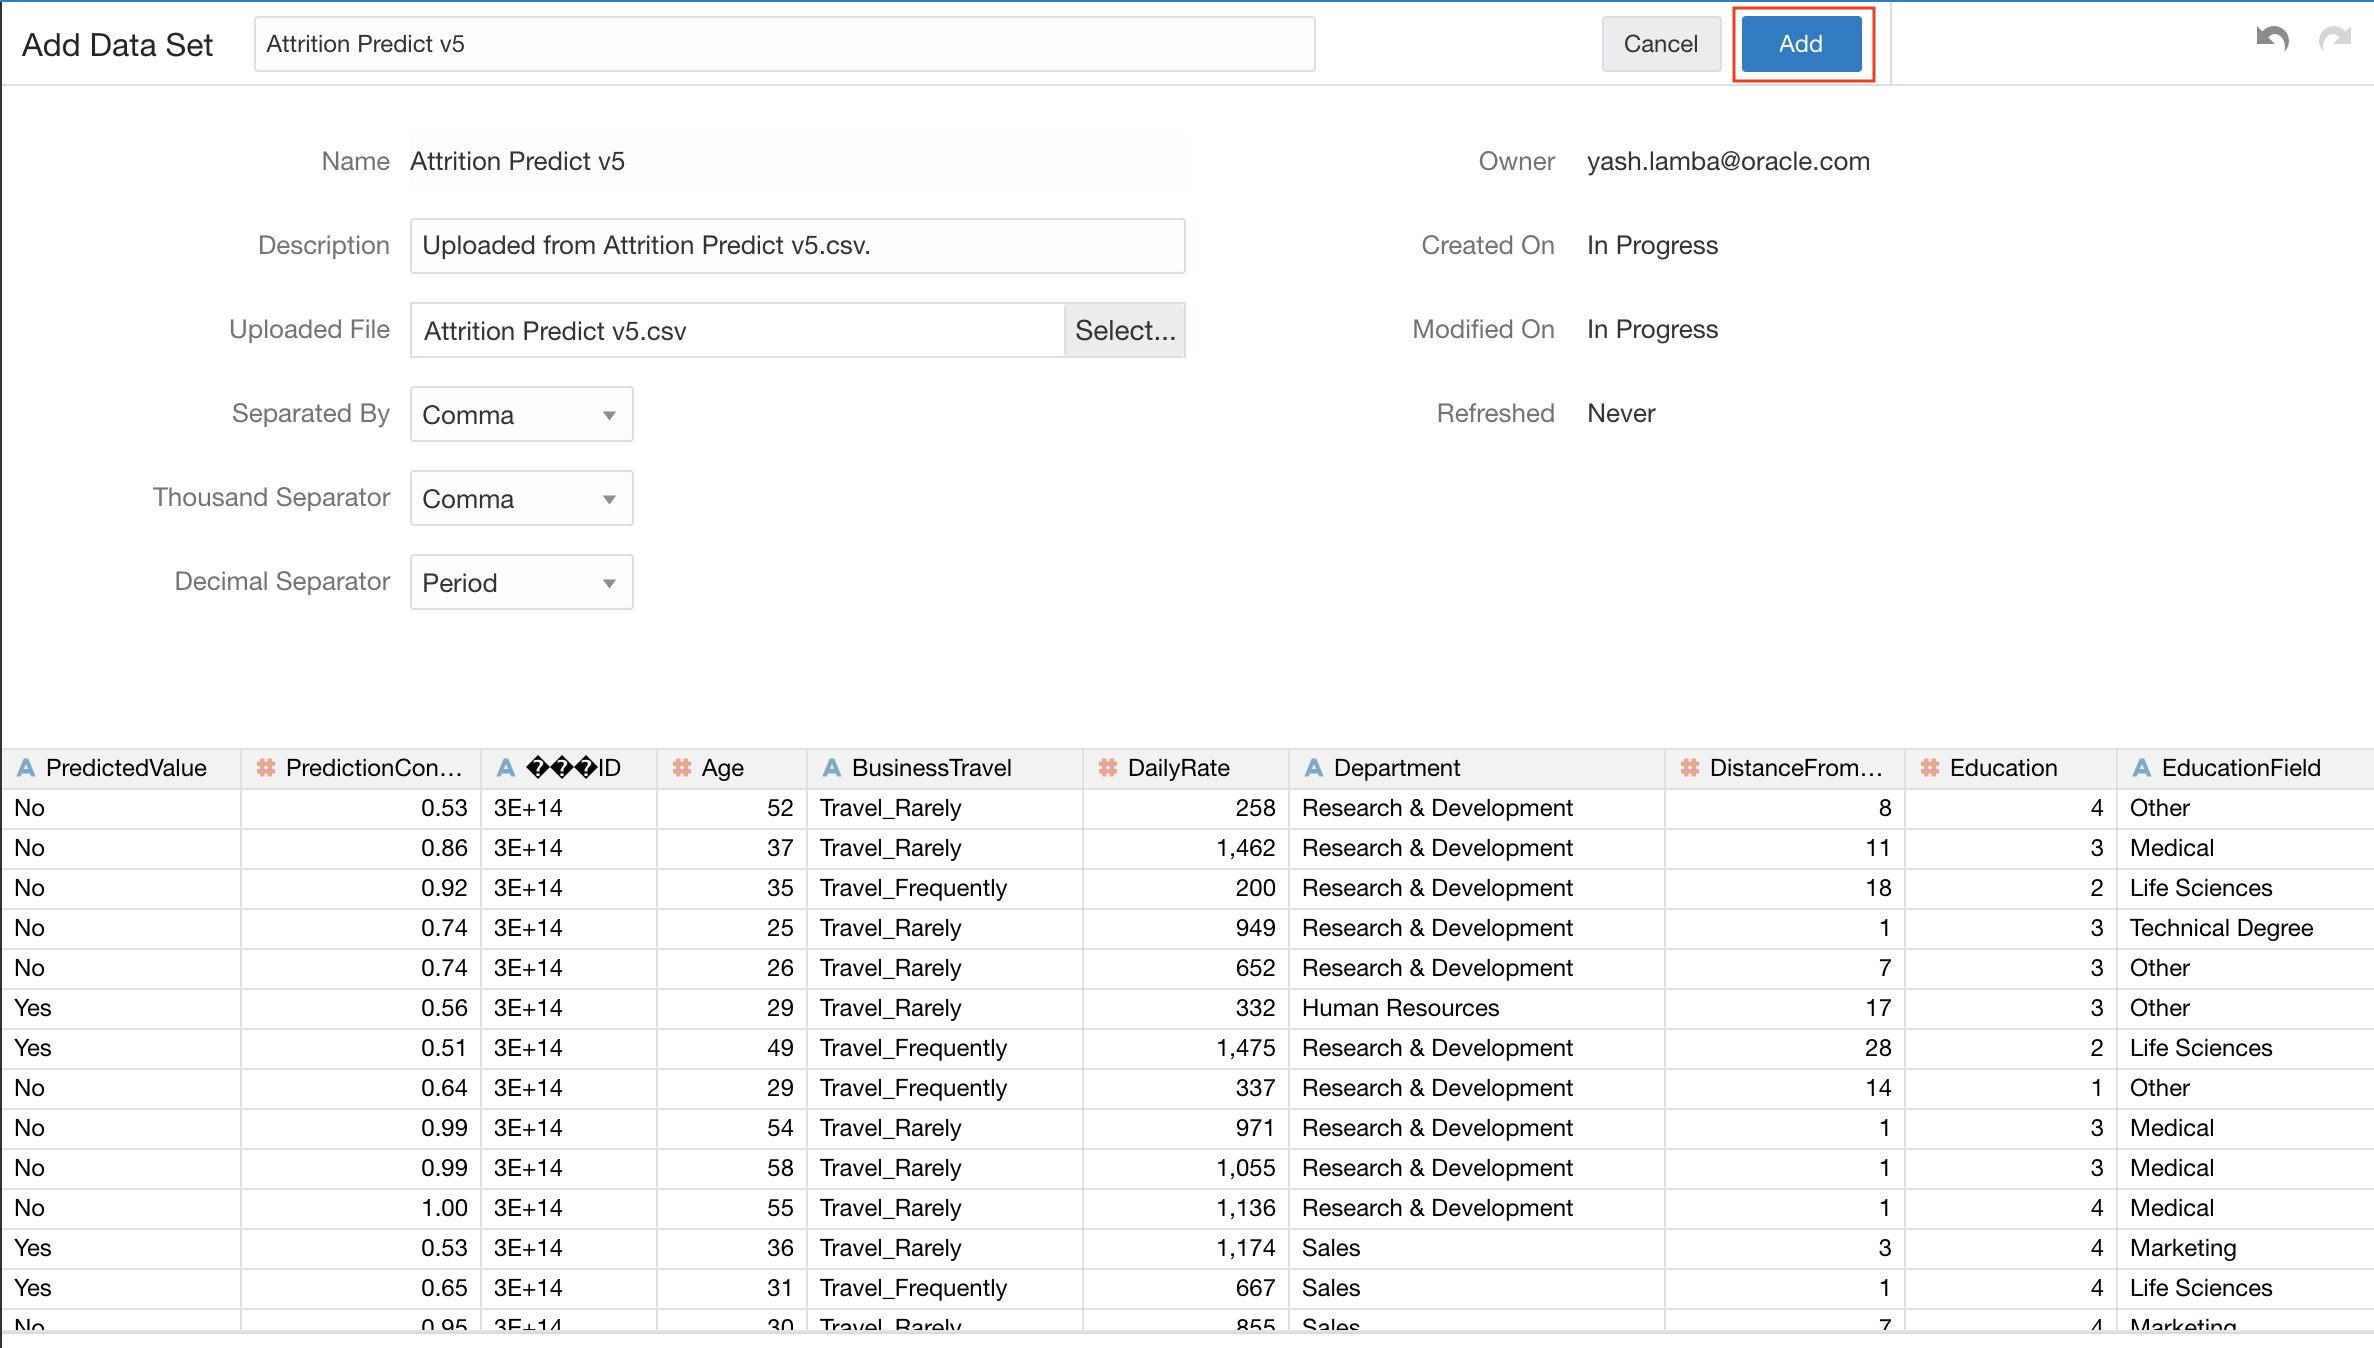 Add Data Set Attrition Predict v5 Cancel Add
Name Attrition Predict v5 Owner yash.lamba@oracle.com
Description Uploaded from Attrition Predict v5.csv. Created On In Progress
Uploaded File Attrition Predict v5.csv Select... Modified On In Progress
Separated By Comma Refreshed Never
Thousand Separator Comma
Decimal Separator Period
A PredictedValue # PredictionCon... A ���ID # Age A BusinessTravel # DailyRate A Department # DistanceFrom... # Education A EducationField
No 0.53 3E+14 52 Travel_Rarely 258 Research & Development 8 4 Other
No 0.86 3E+14 37 Travel_Rarely 1,462 Research & Development 11 3 Medical
No 0.92 3E+14 35 Travel_Frequently 200 Research & Development 18 2 Life Sciences
No 0.74 3E+14 25 Travel_Rarely 949 Research & Development 1 3 Technical Degree
No 0.74 3E+14 26 Travel_Rarely 652 Research & Development 7 3 Other
Yes 0.56 3E+14 29 Travel_Rarely 332 Human Resources 17 3 Other
Yes 0.51 3E+14 49 Travel_Frequently 1,475 Research & Development 28 2 Life Sciences
No 0.64 3E+14 29 Travel_Frequently 337 Research & Development 14 1 Other
No 0.99 3E+14 54 Travel_Rarely 971 Research & Development 1 3 Medical
No 0.99 3E+14 58 Travel_Rarely 1,055 Research & Development 1 3 Medical
No 1.00 3E+14 55 Travel_Rarely 1,136 Research & Development 1 4 Medical
Yes 0.53 3E+14 36 Travel_Rarely 1,174 Sales 3 4 Marketing
Yes 0.65 3E+14 31 Travel_Frequently 667 Sales 1 4 Life Sciences
No 0.95 3E+14 30 Travel_Rarely 855 Sales 7 4 Marketing